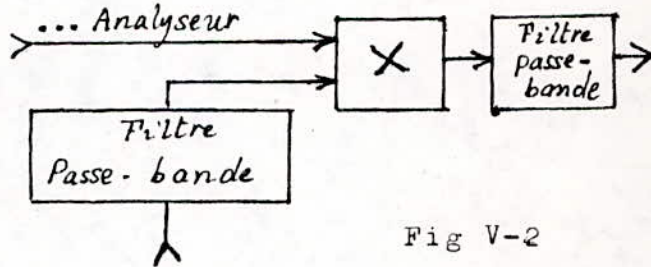 ... Analyseur
X
Filtre
passe-
bande
Filtre
Passe-bande
Fig V-2